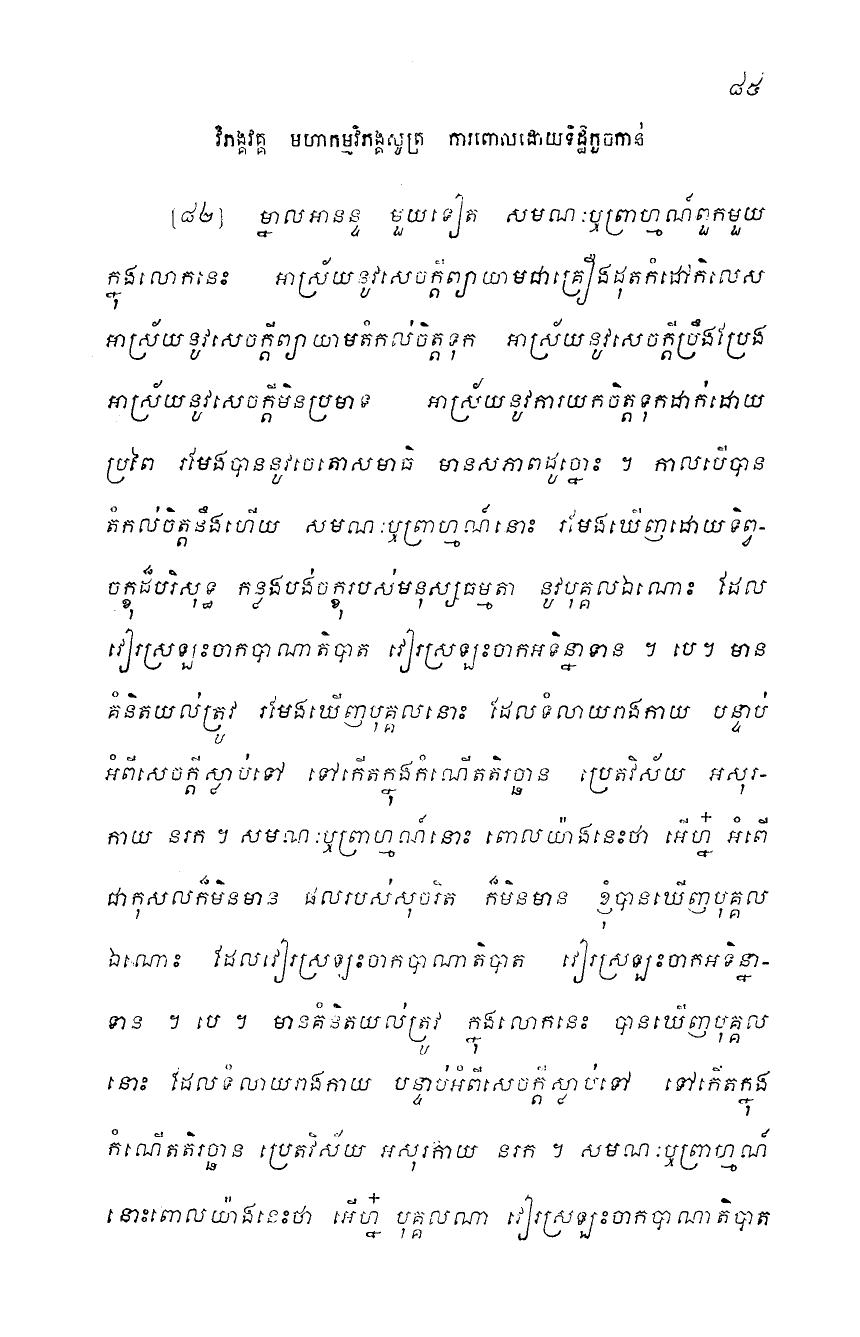 ៨៥
វិភង្គវគ្គ មហាកម្មវិភង្គសូត្រ ការពោលដោយទិដ្ឋិកួចកាន់
[៨២] ម្នាលអានន្ទ មួយទៀត សមណៈឬព្រាហ្មណ៍ពួកមួយ
ក្នុងលោកនេះ អាស្រ័យនូវសេចក្តីព្យាយាមជាគ្រឿងដុតកំដៅកិលេស
អាស្រ័យនូវសេចក្តីព្យាយាមតំកល់ចិត្តទុក អាស្រ័យនូវសេចក្តីប្រឹងប្រែង
អាស្រ័យនូវសេចក្តីមិនប្រមាទ អាស្រ័យនូវការយកចិត្តទុកដាក់ដោយ
ប្រពៃ រមែងបាននូវចេតោសមាធិ មានសភាពដូច្នោះ ។ កាលបើបាន
តំកល់ចិត្តនឹងហើយ សមណៈឬព្រាហ្មណ៍នោះ រមែងឃើញដោយទិព្វ-
ចក្ខុដ៏បរិសុទ្ធ កន្លងបង់ចក្ខុរបស់មនុស្សធម្មតា នូវបុគ្គលឯណោះ ដែល
វៀរស្រឡះចាកបាណាតិបាត វៀរស្រឡះចាកអទិន្នាទាន ។ បេ។ មាន
គំនិតយល់ត្រូវ រមែងឃើញបុគ្គលនោះ ដែលទំលាយរាងកាយ បន្ទាប់
អំពីសេចក្តីស្លាប់ទៅ ទៅកើតក្នុងកំណើតតិរច្ឆាន ប្រេតវិស័យ អសុរ-
កាយ នរក ។ សមណៈឬព្រាហ្មណ៍នោះ ពោលយ៉ាងនេះថា អើហ្ន៎ អំពើ
ជាកុសលក៏មិនមាន ផលរបស់សុចរិត ក៏មិនមាន ខ្ញុំបានឃើញបុគ្គល
ឯណោះ ដែលវៀរស្រឡះចាកបាណាតិបាត វៀរស្រឡះចាកអទិន្នា-
ទាន ។ បេ ។ មានគំនិតយល់ត្រូវ ក្នុងលោកនេះ បានឃើញបុគ្គល
នោះ ដែលទំលាយរាងកាយ បន្ទាប់អំពីសេចក្តីស្លាប់ទៅ ទៅកើតក្នុង
កំណើតតិរច្ឆាន ប្រេតវិស័យ អសុរកាយ នរក ។ សមណៈឬព្រាហ្មណ៍
នោះពោលយ៉ាងនេះថា អើហ្ន៎ បុគ្គលណា វៀរស្រឡះចាកបាណាតិបាត